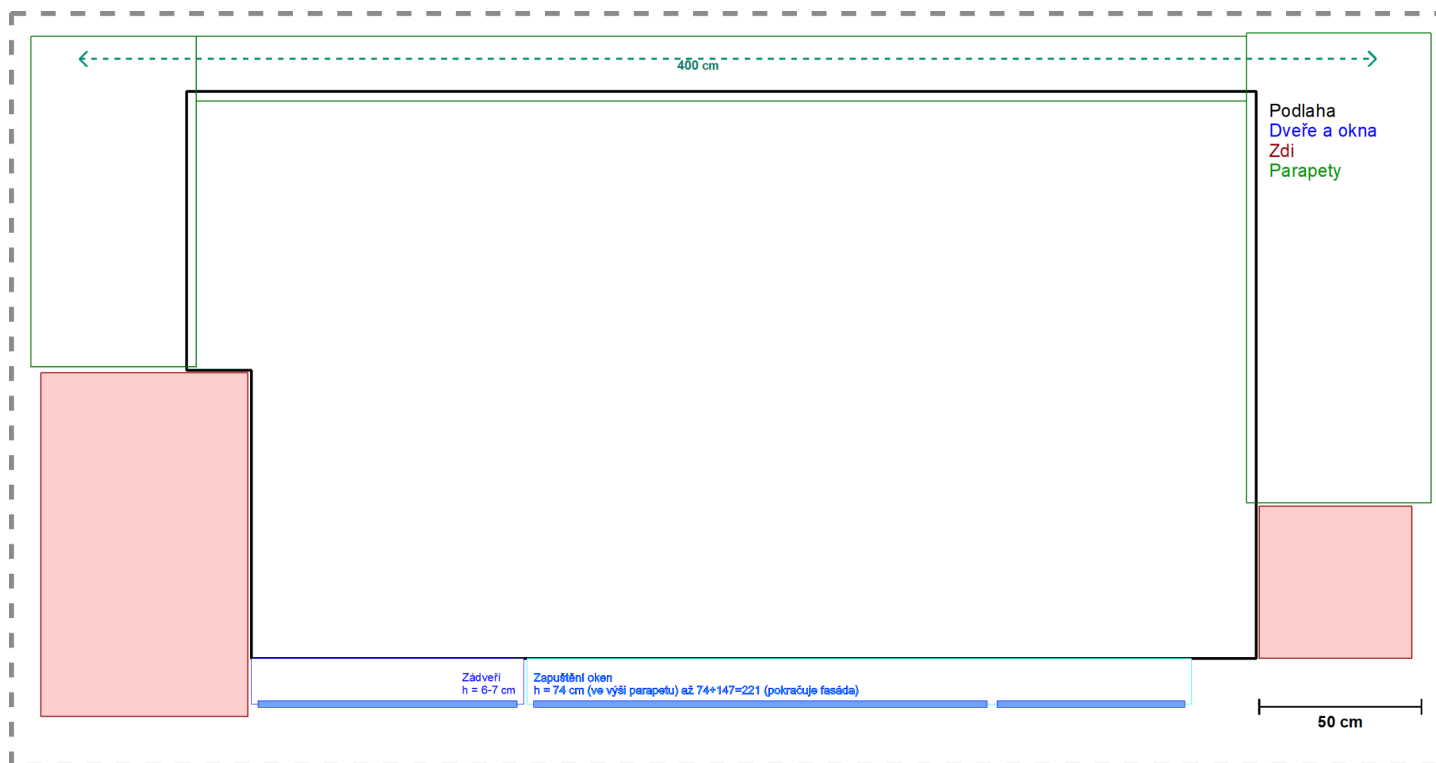 400 cm
Podlaha
Dveře a okna
Zdi
Parapety
Zádveří
h = 6-7 cm
Zapuštění oken
h = 74 cm (ve výši parapetu) až 74+147=221 (pokračuje fasáda)
50 cm